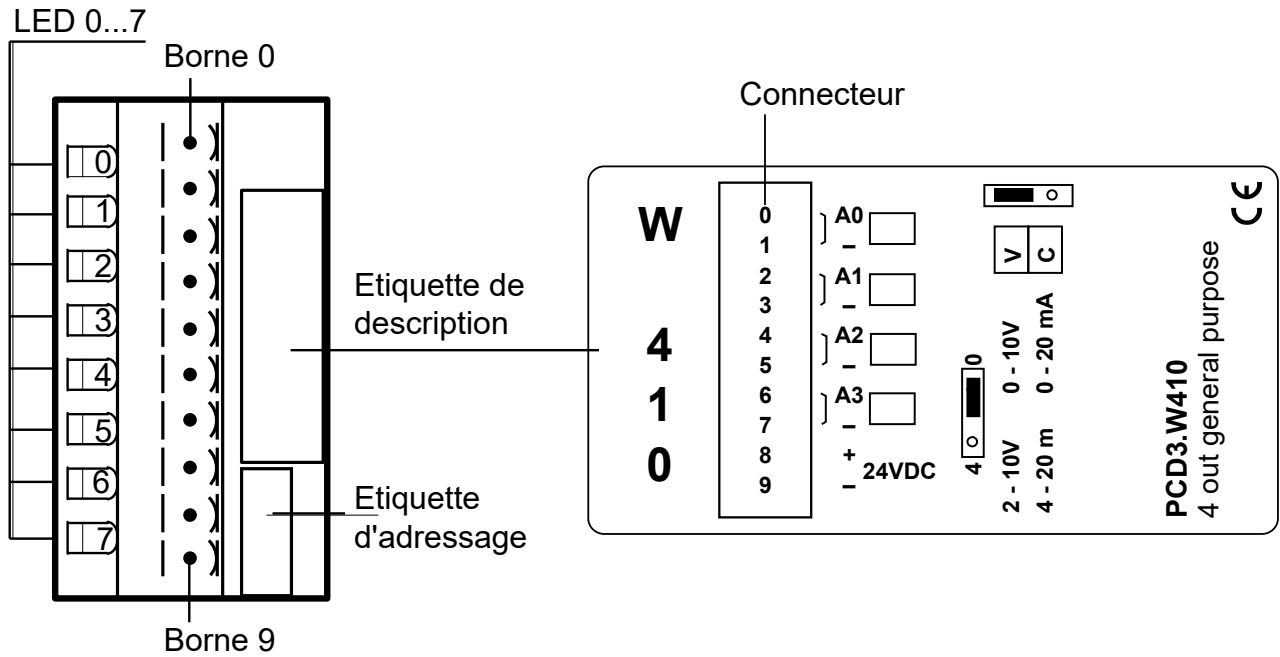 LED 0...7
Borne 0
0
1
2
3
4
5
6
7
Borne 9
Etiquette de
description
Etiquette
d'adressage
Connecteur
W
4
1
0
0
1
2
3
4
5
6
7
8
9
A0
–
A1
–
A2
–
A3
–
+
– 24VDC
V
C
4 0
2 - 10V 0 - 10V
4 - 20 m 0 - 20 mA
PCD3.W410
4 out general purpose
CE